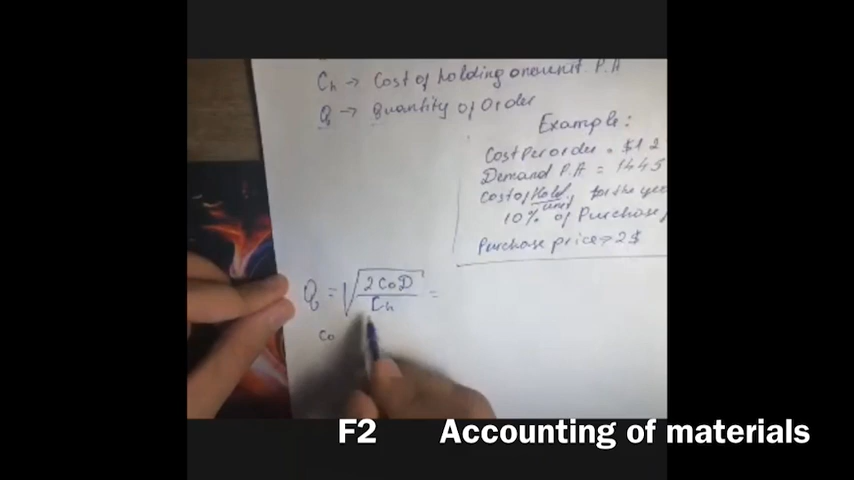 Ch → Cost of holding one unit P.A
Q → Quantity of Order
Example:
Cost Per order = $12
Demand P.A = 1445
Cost of Hold for the yea
unit
10% of Purchase
Purchase price → 2$
Q = √ 2CoD / Ch =
Co
F2 Accounting of materials